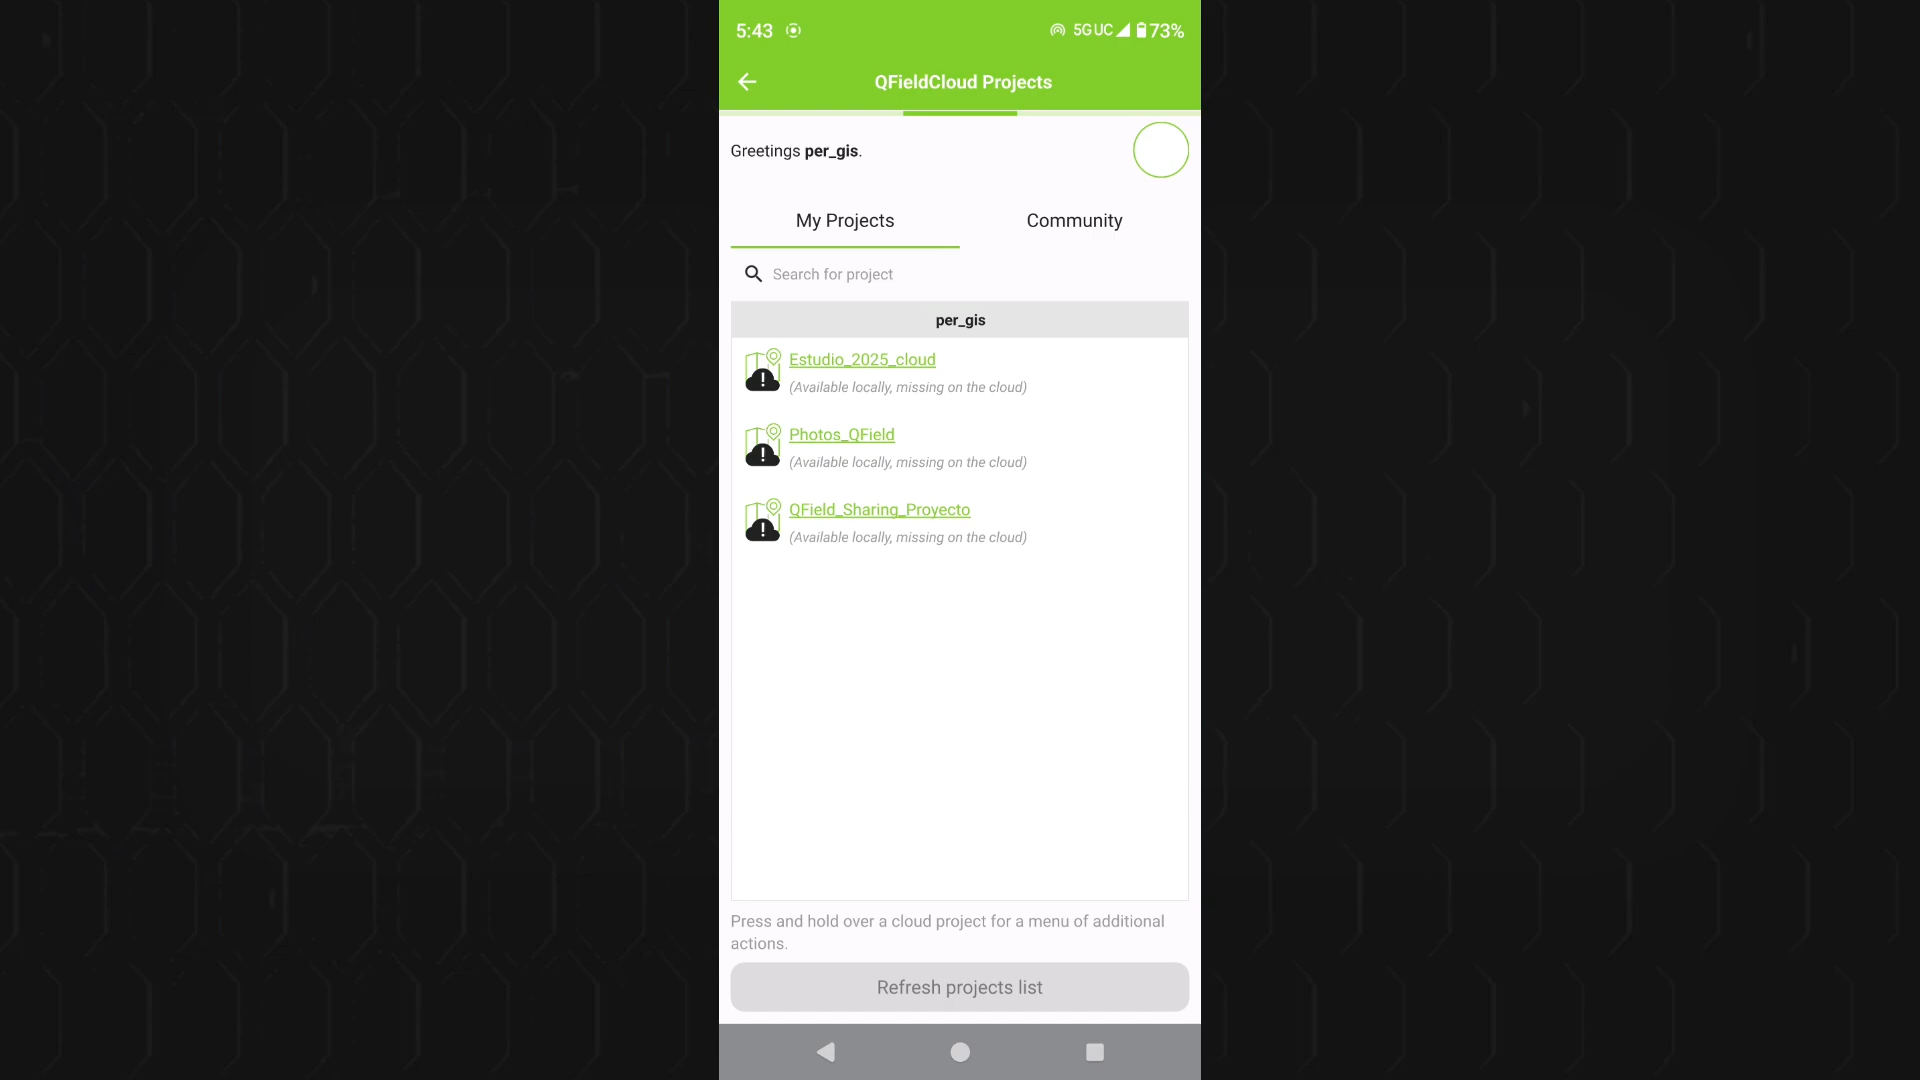 5:43 5G UC 73%
QFieldCloud Projects
Greetings per_gis.
My Projects Community
Search for project
per_gis
Estudio_2025_cloud
(Available locally, missing on the cloud)
Photos_QField
(Available locally, missing on the cloud)
QField_Sharing_Proyecto
(Available locally, missing on the cloud)
Press and hold over a cloud project for a menu of additional
actions.
Refresh projects list